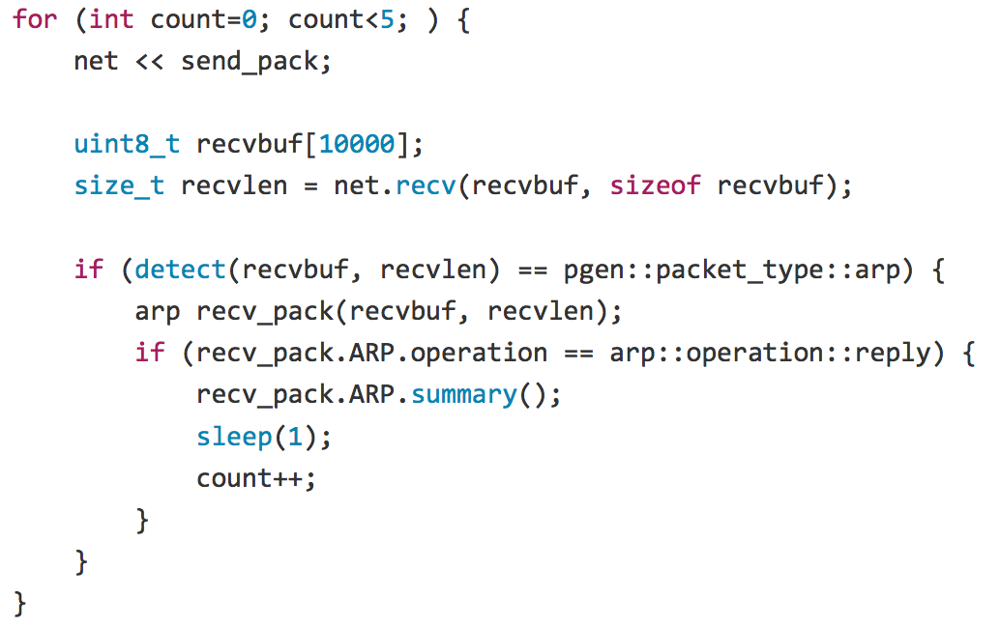 for (int count=0; count<5; ) {
    net << send_pack;

    uint8_t recvbuf[10000];
    size_t recvlen = net.recv(recvbuf, sizeof recvbuf);

    if (detect(recvbuf, recvlen) == pgen::packet_type::arp) {
        arp recv_pack(recvbuf, recvlen);
        if (recv_pack.ARP.operation == arp::operation::reply) {
            recv_pack.ARP.summary();
            sleep(1);
            count++;
        }
    }
}